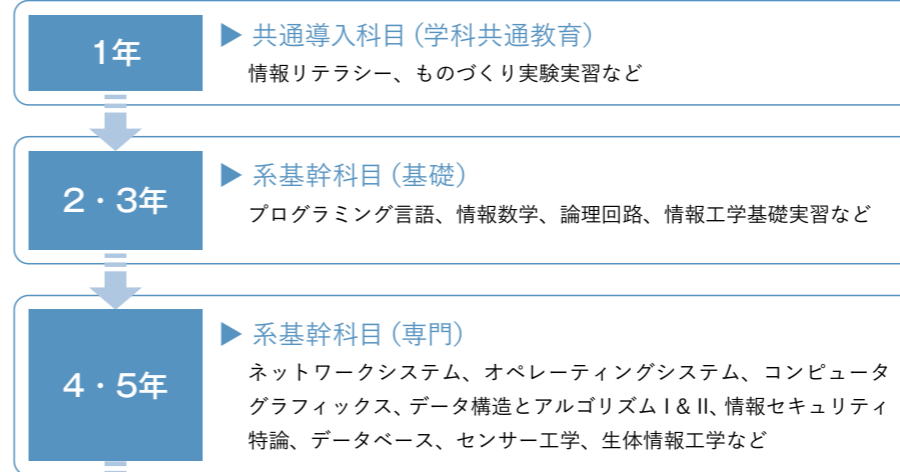 1年
▶ 共通導入科目（学科共通教育）
情報リテラシー、ものづくり実験実習など
2・3年
▶ 系基幹科目（基礎）
プログラミング言語、情報数学、論理回路、情報工学基礎実習など
4・5年
▶ 系基幹科目（専門）
ネットワークシステム、オペレーティングシステム、コンピュータ
グラフィックス、データ構造とアルゴリズム I & II、情報セキュリティ
特論、データベース、センサー工学、生体情報工学など